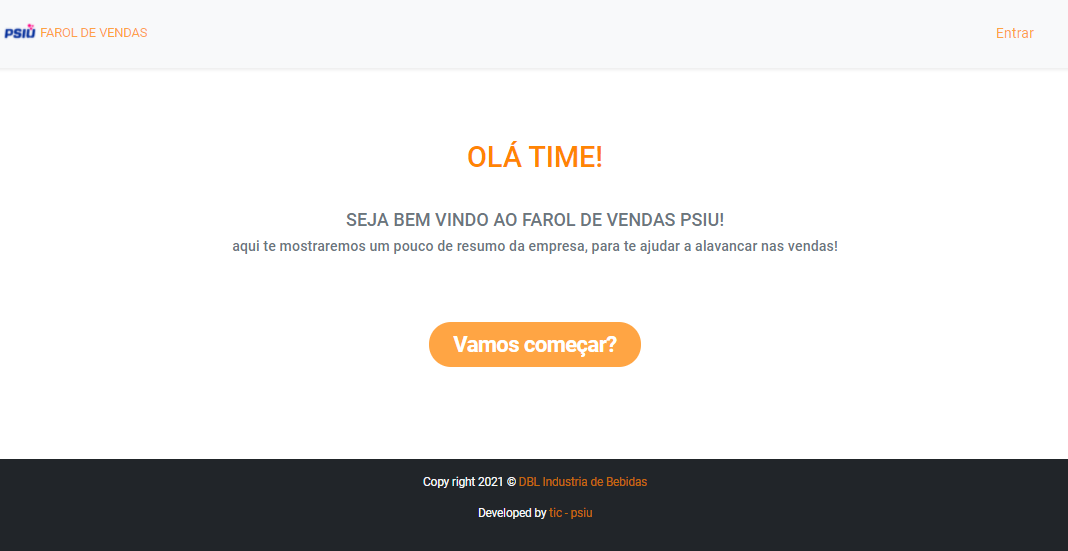 PSIU FAROL DE VENDAS
Entrar
OLÁ TIME!
SEJA BEM VINDO AO FAROL DE VENDAS PSIU!
aqui te mostraremos um pouco de resumo da empresa, para te ajudar a alavancar nas vendas!
Vamos começar?
Copy right 2021 © DBL Industria de Bebidas
Developed by tic - psiu